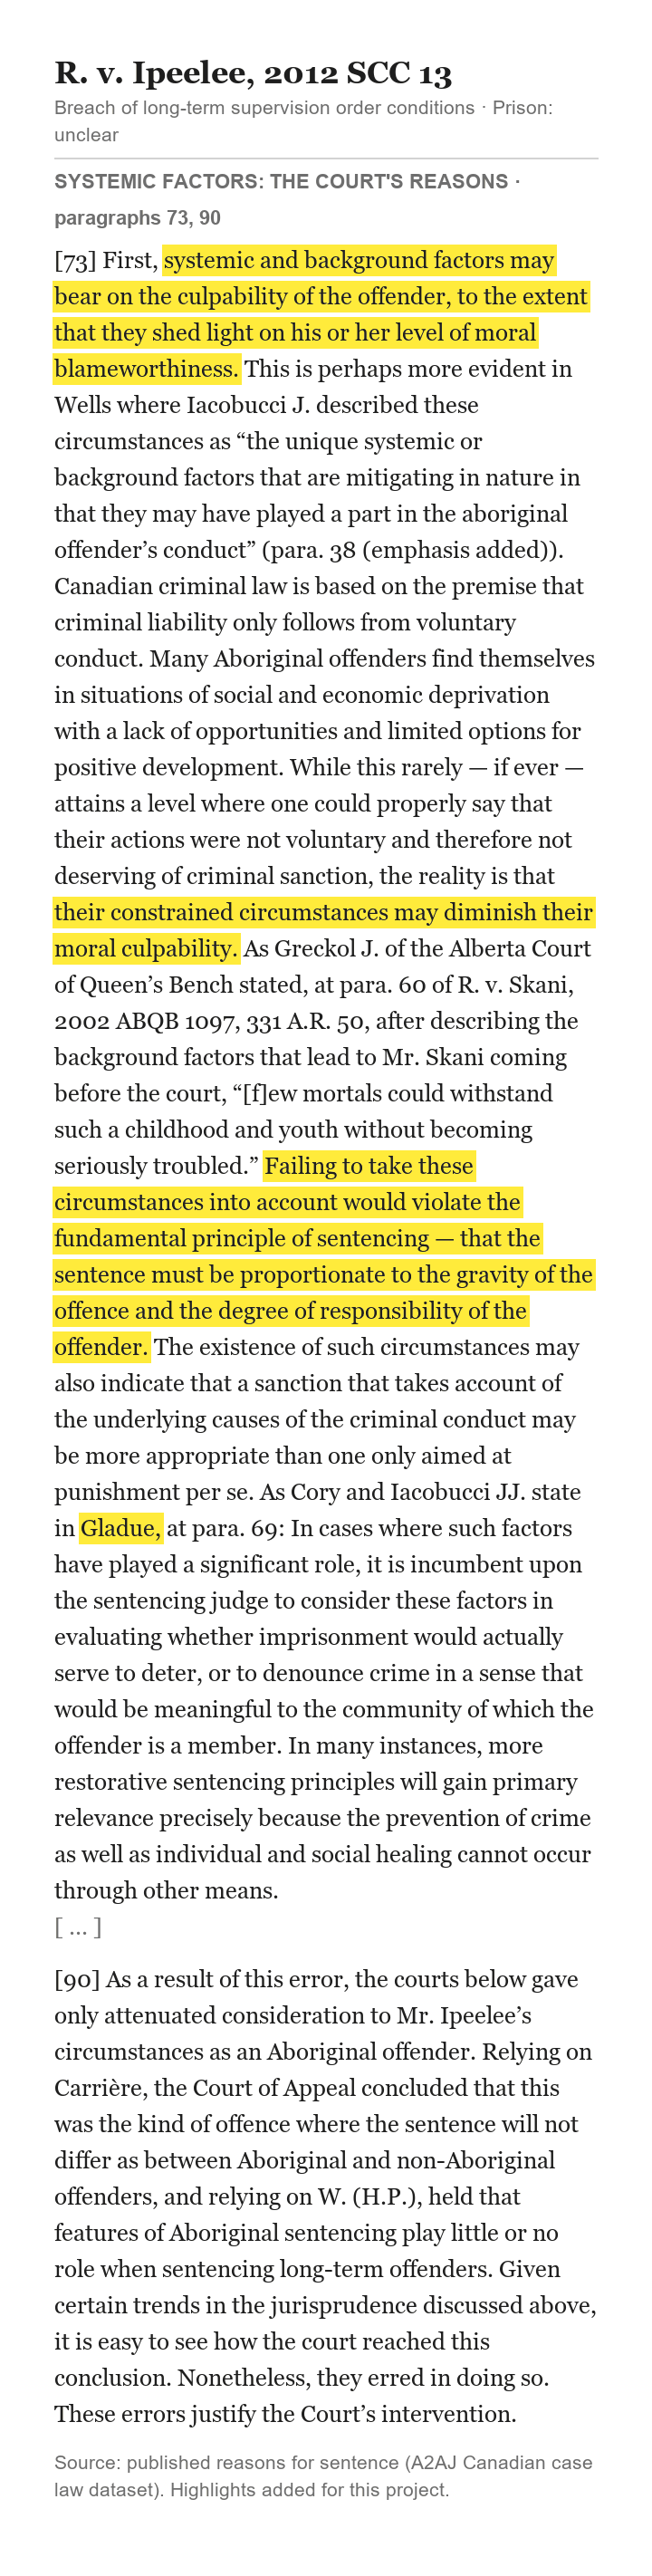 R. v. Ipeelee, 2012 SCC 13
Breach of long-term supervision order conditions · Prison:
unclear
SYSTEMIC FACTORS: THE COURT'S REASONS ·
paragraphs 73, 90
[73] First, systemic and background factors may
bear on the culpability of the offender, to the extent
that they shed light on his or her level of moral
blameworthiness. This is perhaps more evident in
Wells where Iacobucci J. described these
circumstances as “the unique systemic or
background factors that are mitigating in nature in
that they may have played a part in the aboriginal
offender’s conduct” (para. 38 (emphasis added)).
Canadian criminal law is based on the premise that
criminal liability only follows from voluntary
conduct. Many Aboriginal offenders find themselves
in situations of social and economic deprivation
with a lack of opportunities and limited options for
positive development. While this rarely — if ever —
attains a level where one could properly say that
their actions were not voluntary and therefore not
deserving of criminal sanction, the reality is that
their constrained circumstances may diminish their
moral culpability. As Greckol J. of the Alberta Court
of Queen’s Bench stated, at para. 60 of R. v. Skani,
2002 ABQB 1097, 331 A.R. 50, after describing the
background factors that lead to Mr. Skani coming
before the court, “[f]ew mortals could withstand
such a childhood and youth without becoming
seriously troubled.” Failing to take these
circumstances into account would violate the
fundamental principle of sentencing — that the
sentence must be proportionate to the gravity of the
offence and the degree of responsibility of the
offender. The existence of such circumstances may
also indicate that a sanction that takes account of
the underlying causes of the criminal conduct may
be more appropriate than one only aimed at
punishment per se. As Cory and Iacobucci JJ. state
in Gladue, at para. 69: In cases where such factors
have played a significant role, it is incumbent upon
the sentencing judge to consider these factors in
evaluating whether imprisonment would actually
serve to deter, or to denounce crime in a sense that
would be meaningful to the community of which the
offender is a member. In many instances, more
restorative sentencing principles will gain primary
relevance precisely because the prevention of crime
as well as individual and social healing cannot occur
through other means.
[ ... ]
[90] As a result of this error, the courts below gave
only attenuated consideration to Mr. Ipeelee’s
circumstances as an Aboriginal offender. Relying on
Carrière, the Court of Appeal concluded that this
was the kind of offence where the sentence will not
differ as between Aboriginal and non-Aboriginal
offenders, and relying on W. (H.P.), held that
features of Aboriginal sentencing play little or no
role when sentencing long-term offenders. Given
certain trends in the jurisprudence discussed above,
it is easy to see how the court reached this
conclusion. Nonetheless, they erred in doing so.
These errors justify the Court’s intervention.
Source: published reasons for sentence (A2AJ Canadian case
law dataset). Highlights added for this project.